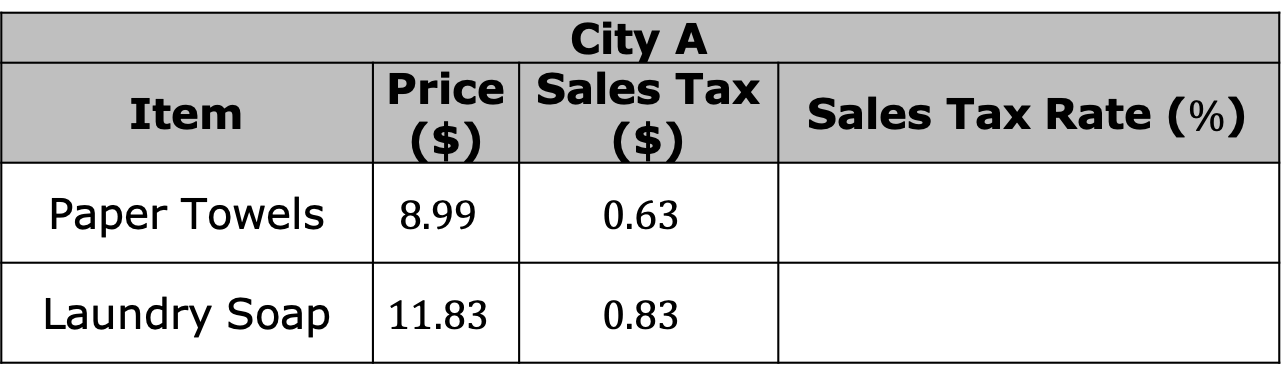 City A
Item Price ($) Sales Tax ($) Sales Tax Rate (%)
Paper Towels 8.99 0.63
Laundry Soap 11.83 0.83